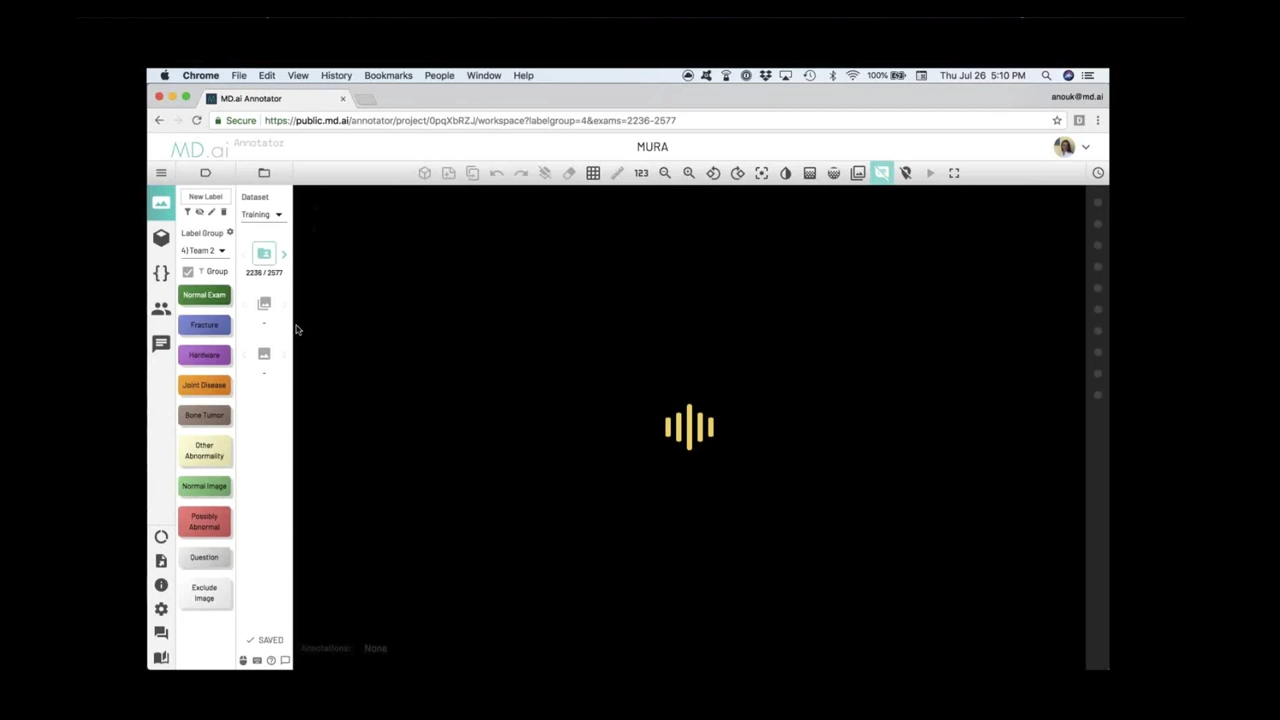 Chrome File Edit View History Bookmarks People Window Help 100% Thu Jul 26 5:10 PM
MD.ai Annotator
anouk@md.ai
Secure https://public.md.ai/annotator/project/0pqXbRZJ/workspace?labelgroup=4&exams=2236-2577
MD.ai Annotator
MURA
123
New Label
Dataset
Training
Label Group
4) Team 2
Group
2236 / 2577
Normal Exam
Fracture
-
Hardware
-
Joint Disease
Bone Tumor
Other
Abnormality
Normal Image
Possibly
Abnormal
Question
Exclude
Image
SAVED
Annotations: None